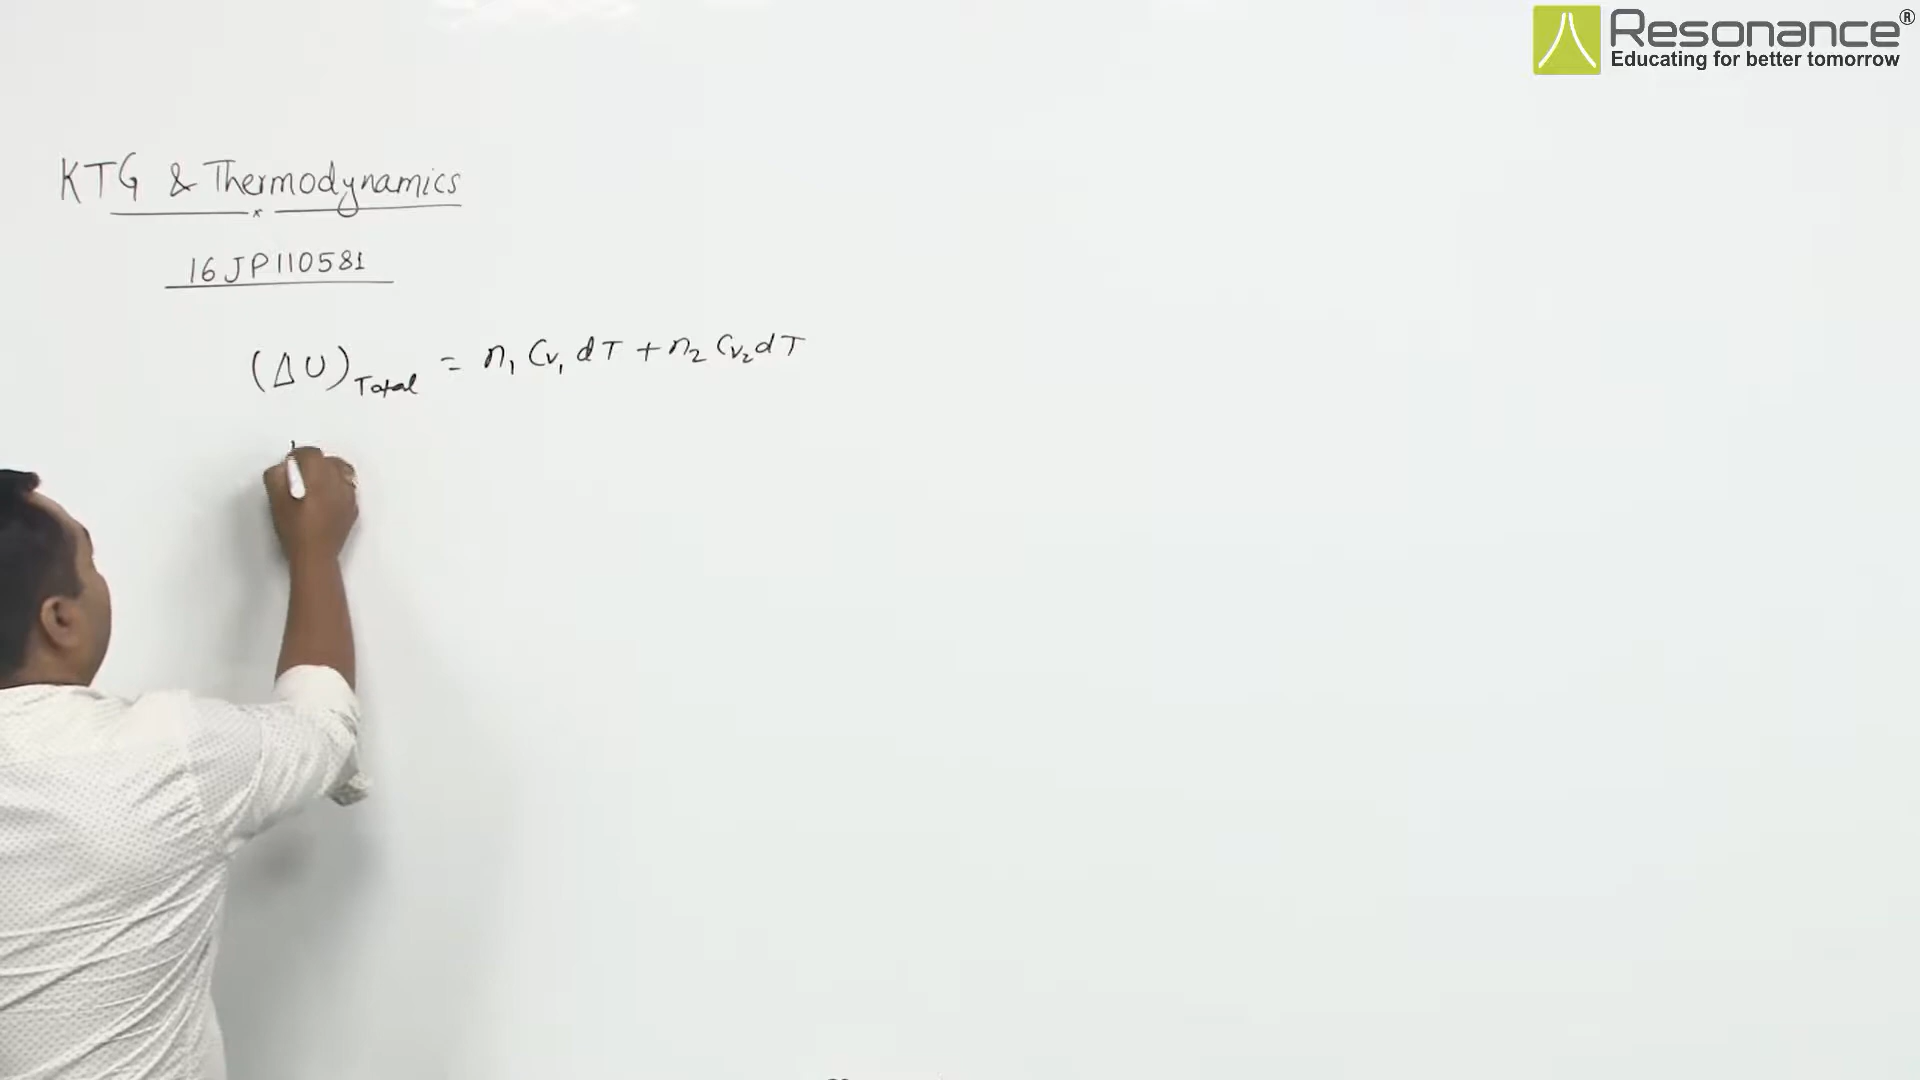 Resonance®
Educating for better tomorrow
KTG & Thermodynamics
16JP110581
(ΔU)Total = n₁ Cv₁ dT + n₂ Cv₂ dT